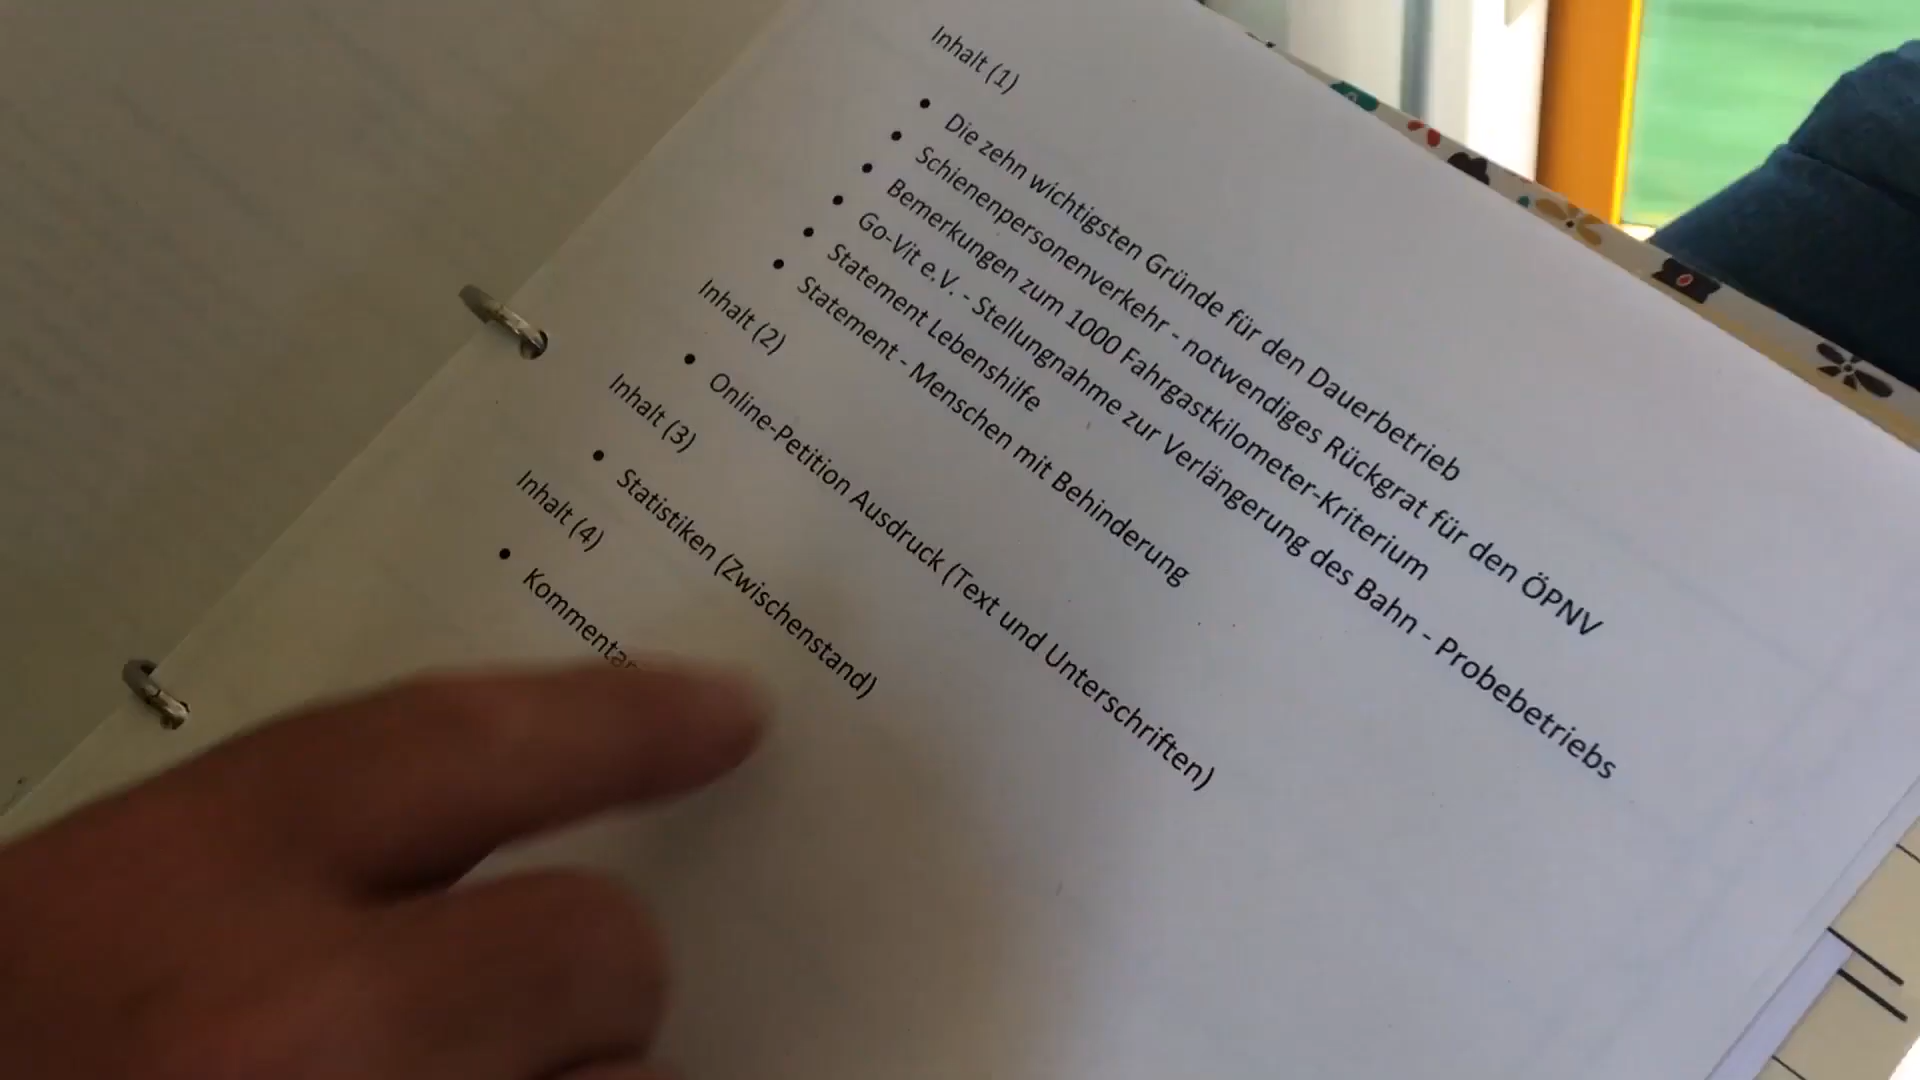 Inhalt (1)
• Die zehn wichtigsten Gründe für den Dauerbetrieb
• Schienenpersonenverkehr - notwendiges Rückgrat für den ÖPNV
• Bemerkungen zum 1000 Fahrgastkilometer-Kriterium
• Go-Vit e.V. - Stellungnahme zur Verlängerung des Bahn - Probebetriebs
• Statement Lebenshilfe
• Statement - Menschen mit Behinderung
Inhalt (2)
• Online-Petition Ausdruck (Text und Unterschriften)
Inhalt (3)
• Statistiken (Zwischenstand)
Inhalt (4)